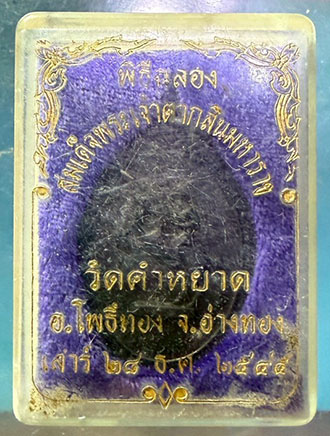 พิธีฉลอง
สมเด็จพระเจ้าตากสินมหาราช
วัดคำหยาด
อ.โพธิ์ทอง จ.อ่างทอง
เสาร์ ๒๘ ธ.ค. ๒๕๔๕